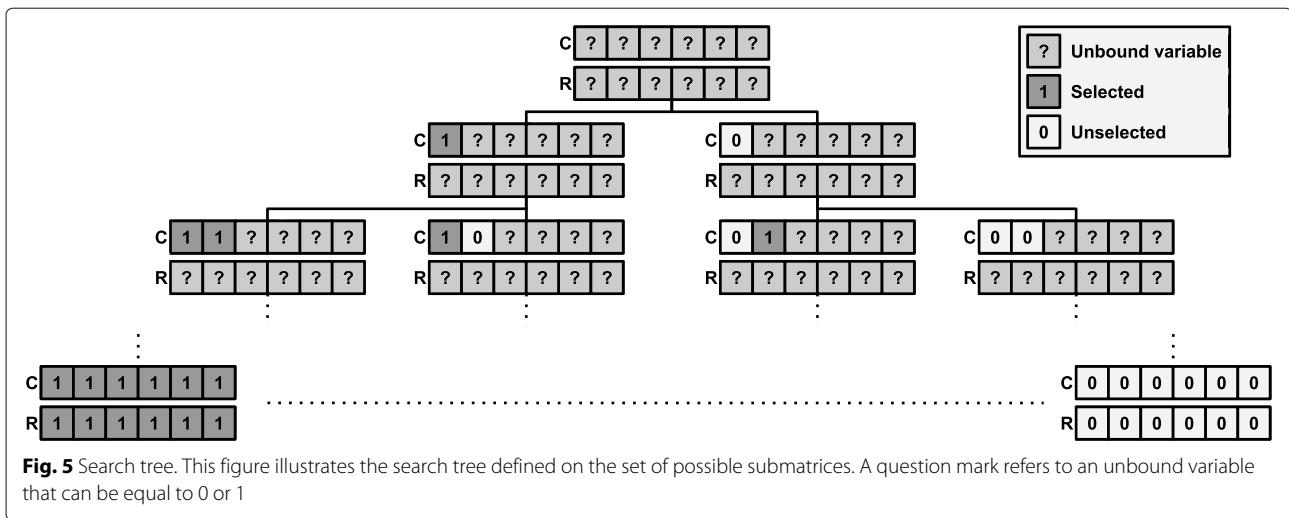 C ? ? ? ? ? ?
R ? ? ? ? ? ?
? Unbound variable
1 Selected
0 Unselected
C 1 ? ? ? ? ?
R ? ? ? ? ? ?
C 0 ? ? ? ? ?
R ? ? ? ? ? ?
C 1 1 ? ? ? ?
R ? ? ? ? ? ?
C 1 0 ? ? ? ?
R ? ? ? ? ? ?
C 0 1 ? ? ? ?
R ? ? ? ? ? ?
C 0 0 ? ? ? ?
R ? ? ? ? ? ?
C 1 1 1 1 1 1
R 1 1 1 1 1 1
C 0 0 0 0 0 0
R 0 0 0 0 0 0
Fig. 5 Search tree. This figure illustrates the search tree defined on the set of possible submatrices. A question mark refers to an unbound variable
that can be equal to 0 or 1